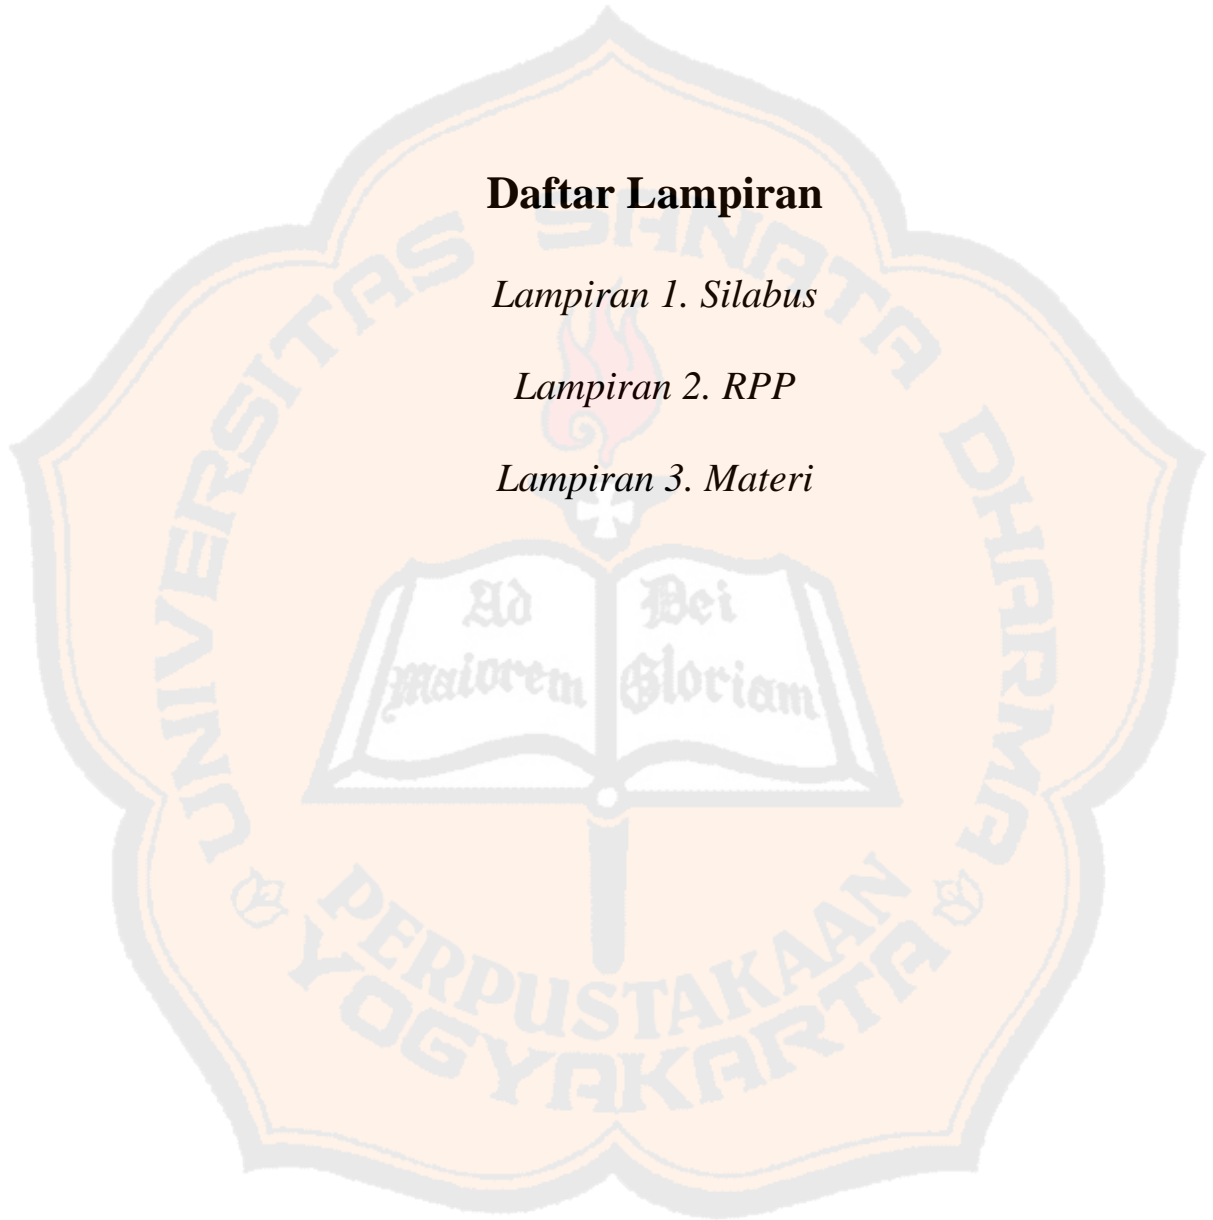 Daftar Lampiran
Lampiran 1. Silabus
Lampiran 2. RPP
Lampiran 3. Materi
UNIVERSITAS SANATA DHARMA
Ad Dei
Maiorem Gloriam
PERPUSTAKAAN
YOGYAKARTA